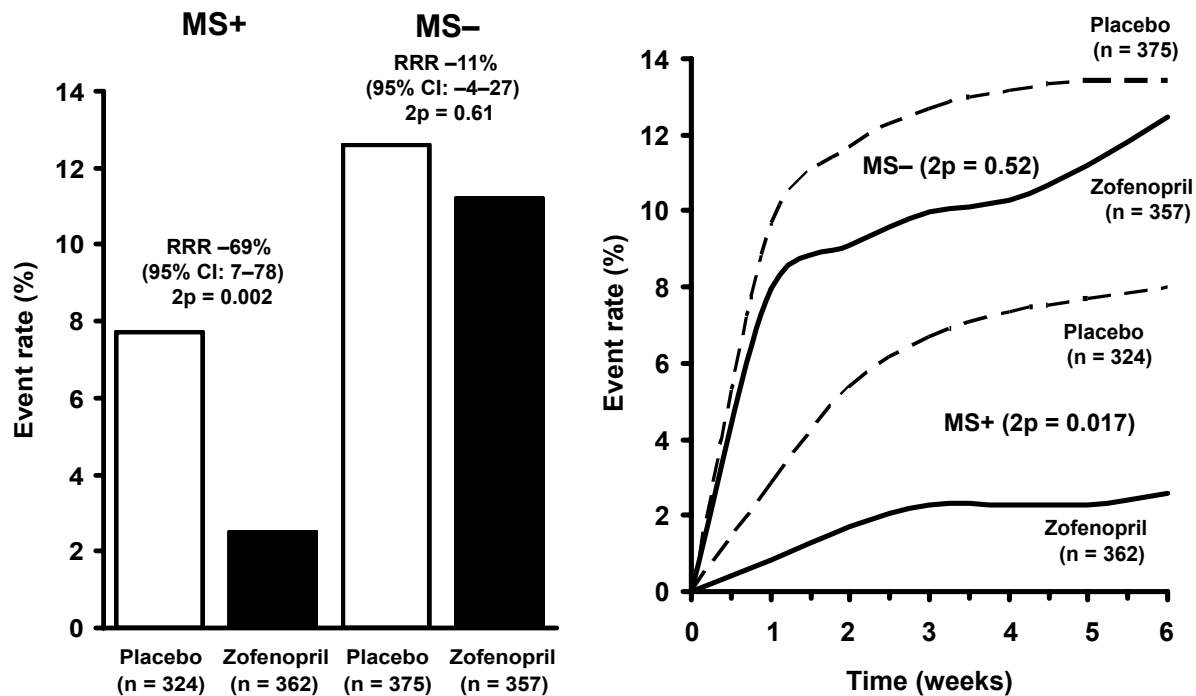 MS+
MS–
RRR –11%
(95% CI: –4–27)
2p = 0.61
RRR –69%
(95% CI: 7–78)
2p = 0.002
Event rate (%)
14
12
10
8
6
4
2
0
Placebo
(n = 324)
Zofenopril
(n = 362)
Placebo
(n = 375)
Zofenopril
(n = 357)
Placebo
(n = 375)
MS– (2p = 0.52)
Zofenopril
(n = 357)
Placebo
(n = 324)
MS+ (2p = 0.017)
Zofenopril
(n = 362)
Event rate (%)
14
12
10
8
6
4
2
0
0 1 2 3 4 5 6
Time (weeks)